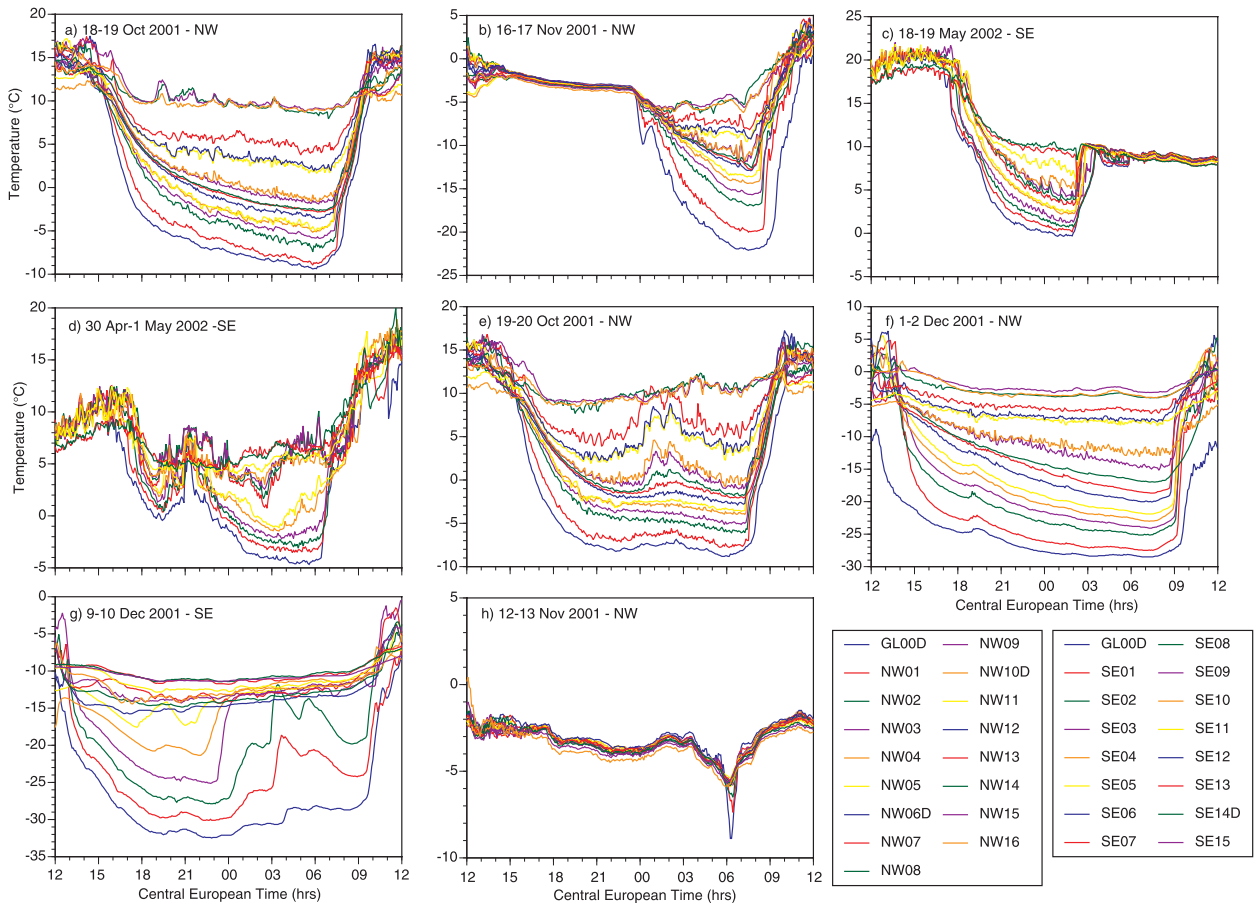 a) 18-19 Oct 2001 - NW
20
15
10
5
0
-5
-10
Temperature (°C)
b) 16-17 Nov 2001 - NW
5
0
-5
-10
-15
-20
-25
c) 18-19 May 2002 - SE
25
20
15
10
5
0
-5
d) 30 Apr-1 May 2002 -SE
20
15
10
5
0
-5
Temperature (°C)
e) 19-20 Oct 2001 - NW
20
15
10
5
0
-5
-10
f) 1-2 Dec 2001 - NW
10
5
0
-5
-10
-15
-20
-25
-30
12 15 18 21 00 03 06 09 12
Central European Time (hrs)
g) 9-10 Dec 2001 - SE
0
-5
-10
-15
-20
-25
-30
-35
12 15 18 21 00 03 06 09 12
Central European Time (hrs)
h) 12-13 Nov 2001 - NW
5
0
-5
-10
12 15 18 21 00 03 06 09 12
Central European Time (hrs)
GL00D NW09
NW01 NW10D
NW02 NW11
NW03 NW12
NW04 NW13
NW05 NW14
NW06D NW15
NW07 NW16
NW08
GL00D SE08
SE01 SE09
SE02 SE10
SE03 SE11
SE04 SE12
SE05 SE13
SE06 SE14D
SE07 SE15